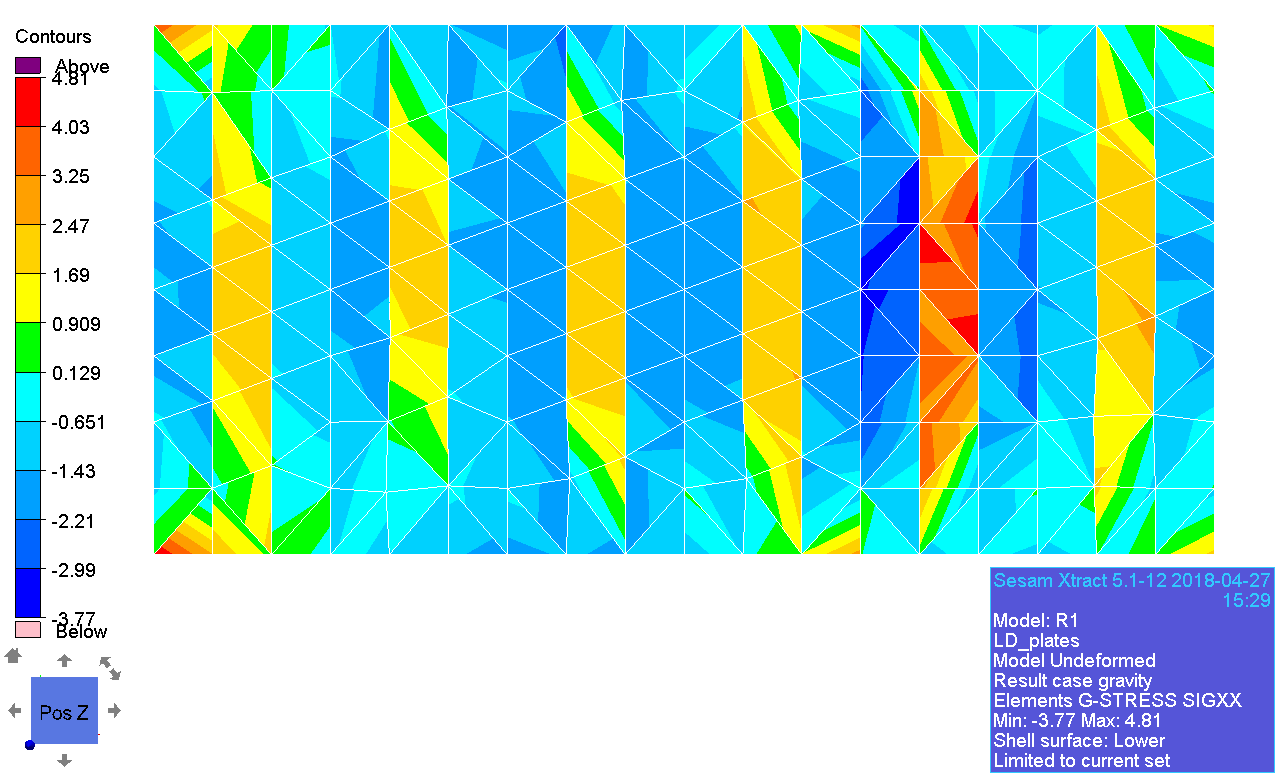 Contours
Above
4.81
4.03
3.25
2.47
1.69
0.909
0.129
-0.651
-1.43
-2.21
-2.99
-3.77
Below
Pos Z
Sesam Xtract 5.1-12 2018-04-27
15:29
Model: R1
LD_plates
Model Undeformed
Result case gravity
Elements G-STRESS SIGXX
Min: -3.77 Max: 4.81
Shell surface: Lower
Limited to current set